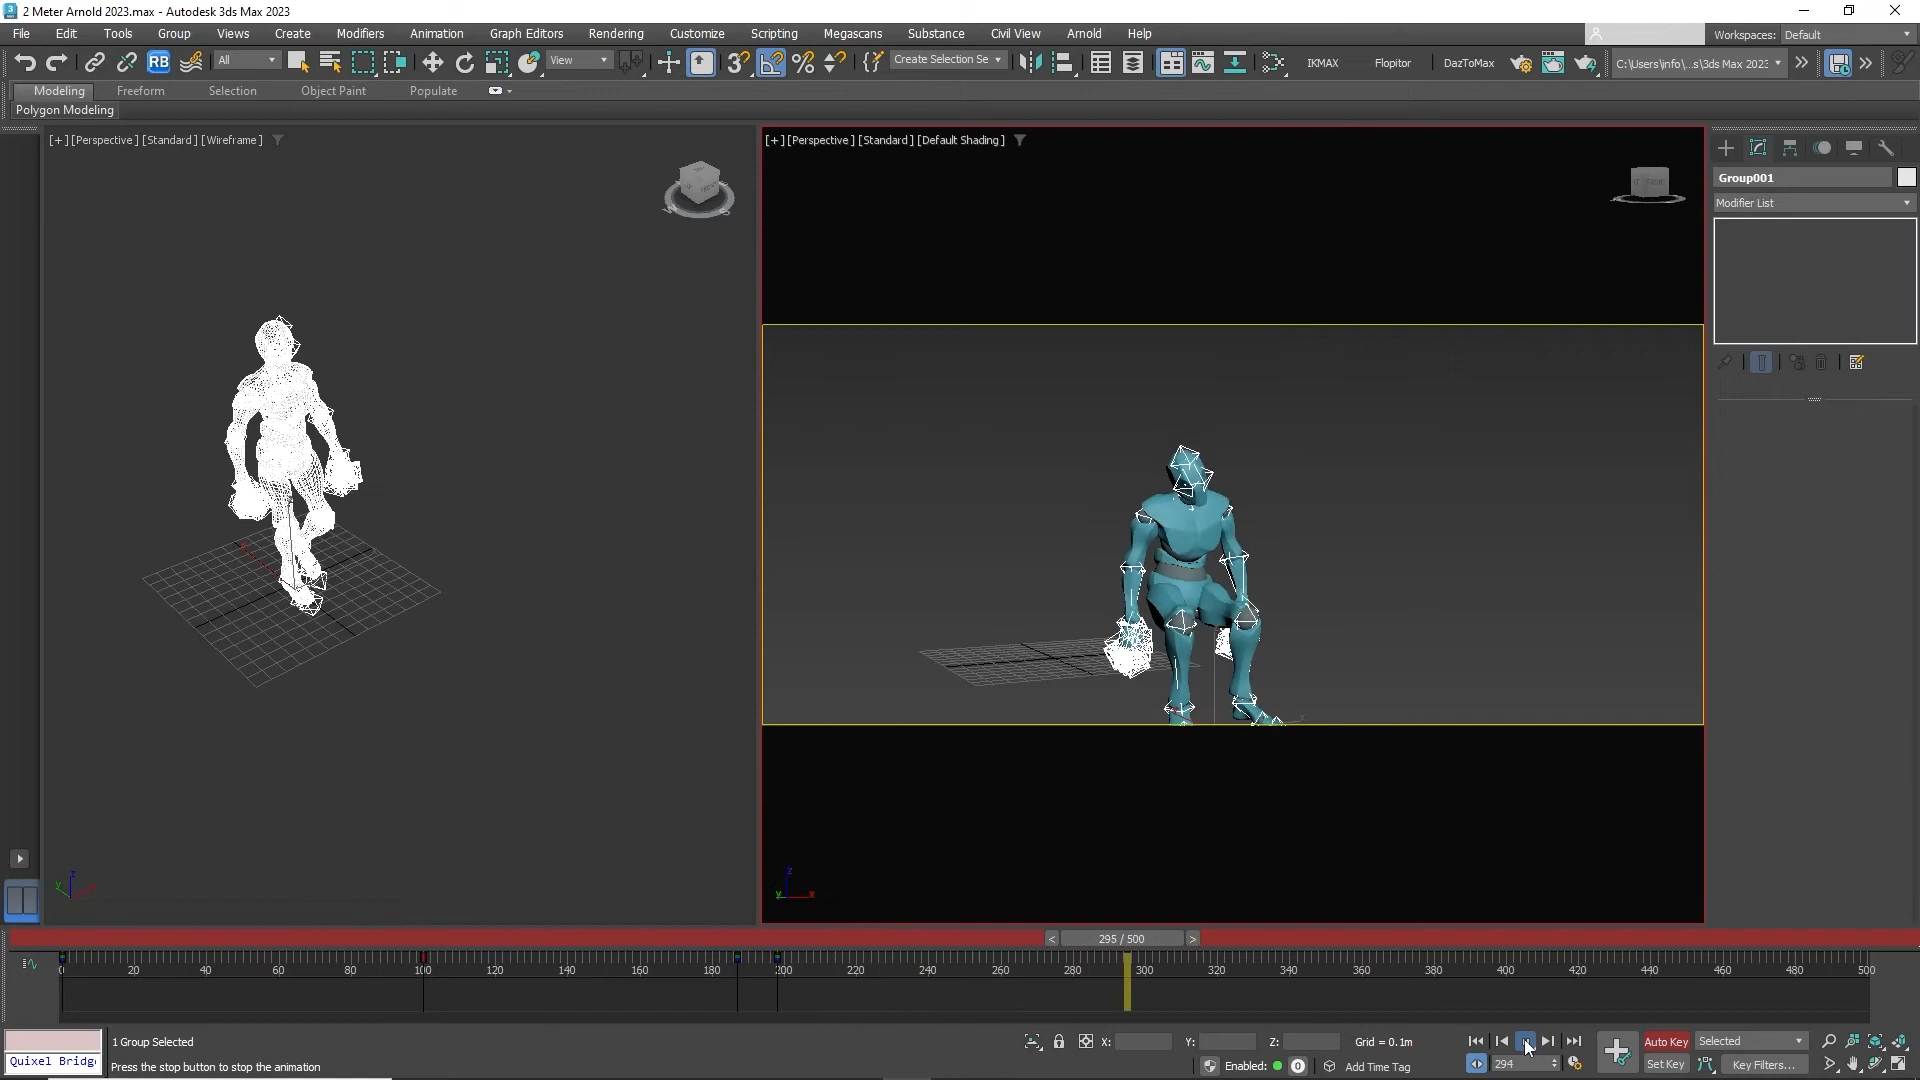 2 Meter Arnold 2023.max - Autodesk 3ds Max 2023
File Edit Tools Group Views Create Modifiers Animation Graph Editors Rendering Customize Scripting Megascans Substance Civil View Arnold Help
Workspaces: Default
RB All View Create Selection Se IKMAX Flopitor DazToMax C:\Users\info\...s\3ds Max 2023
Modeling Freeform Selection Object Paint Populate
Polygon Modeling
[+] [Perspective] [Standard] [Wireframe]
[+] [Perspective] [Standard] [Default Shading]
Group001
Modifier List
z
y
z
y x
< 295 / 500 >
0 20 40 60 80 100 120 140 160 180 200 220 240 260 280 300 320 340 360 380 400 420 440 460 480 500
1 Group Selected
X: Y: Z: Grid = 0.1m
Auto Key Selected
Quixel Bridg
Press the stop button to stop the animation
Enabled: 0 Add Time Tag
294
Set Key Key Filters...